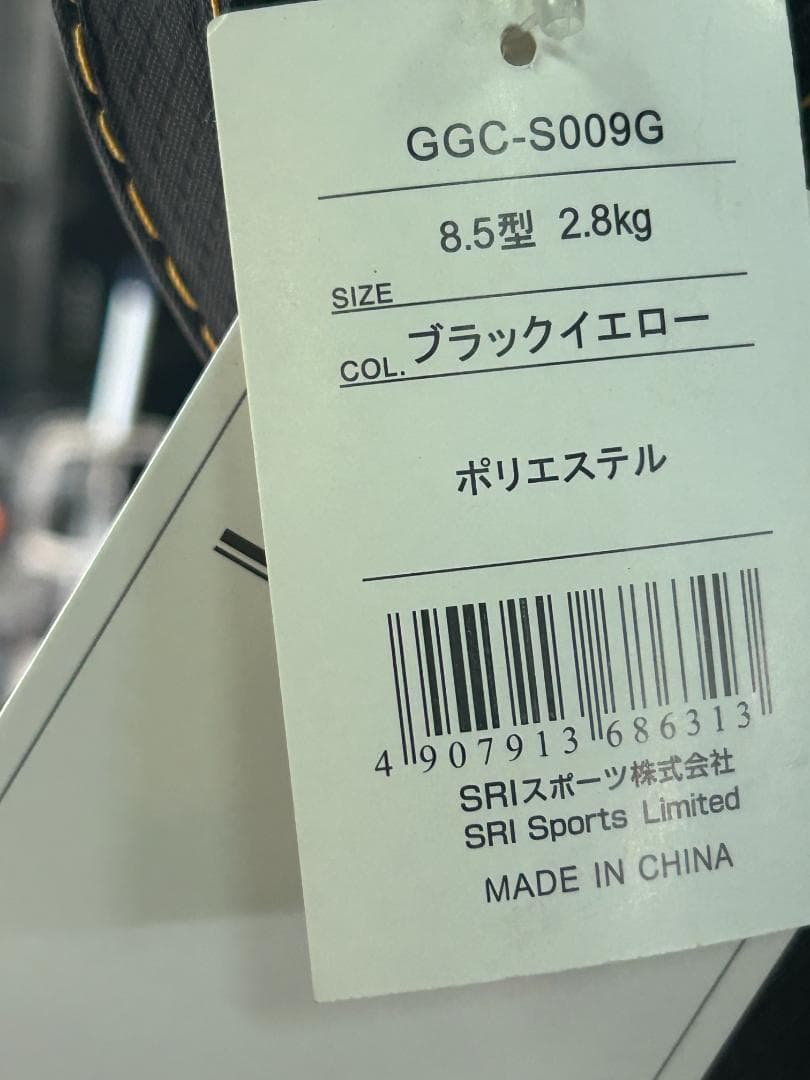 GGC-S009G
8.5型 2.8kg
SIZE
COL. ブラックイエロー
ポリエステル
4 907913 686313
SRIスポーツ株式会社
SRI Sports Limited
MADE IN CHINA